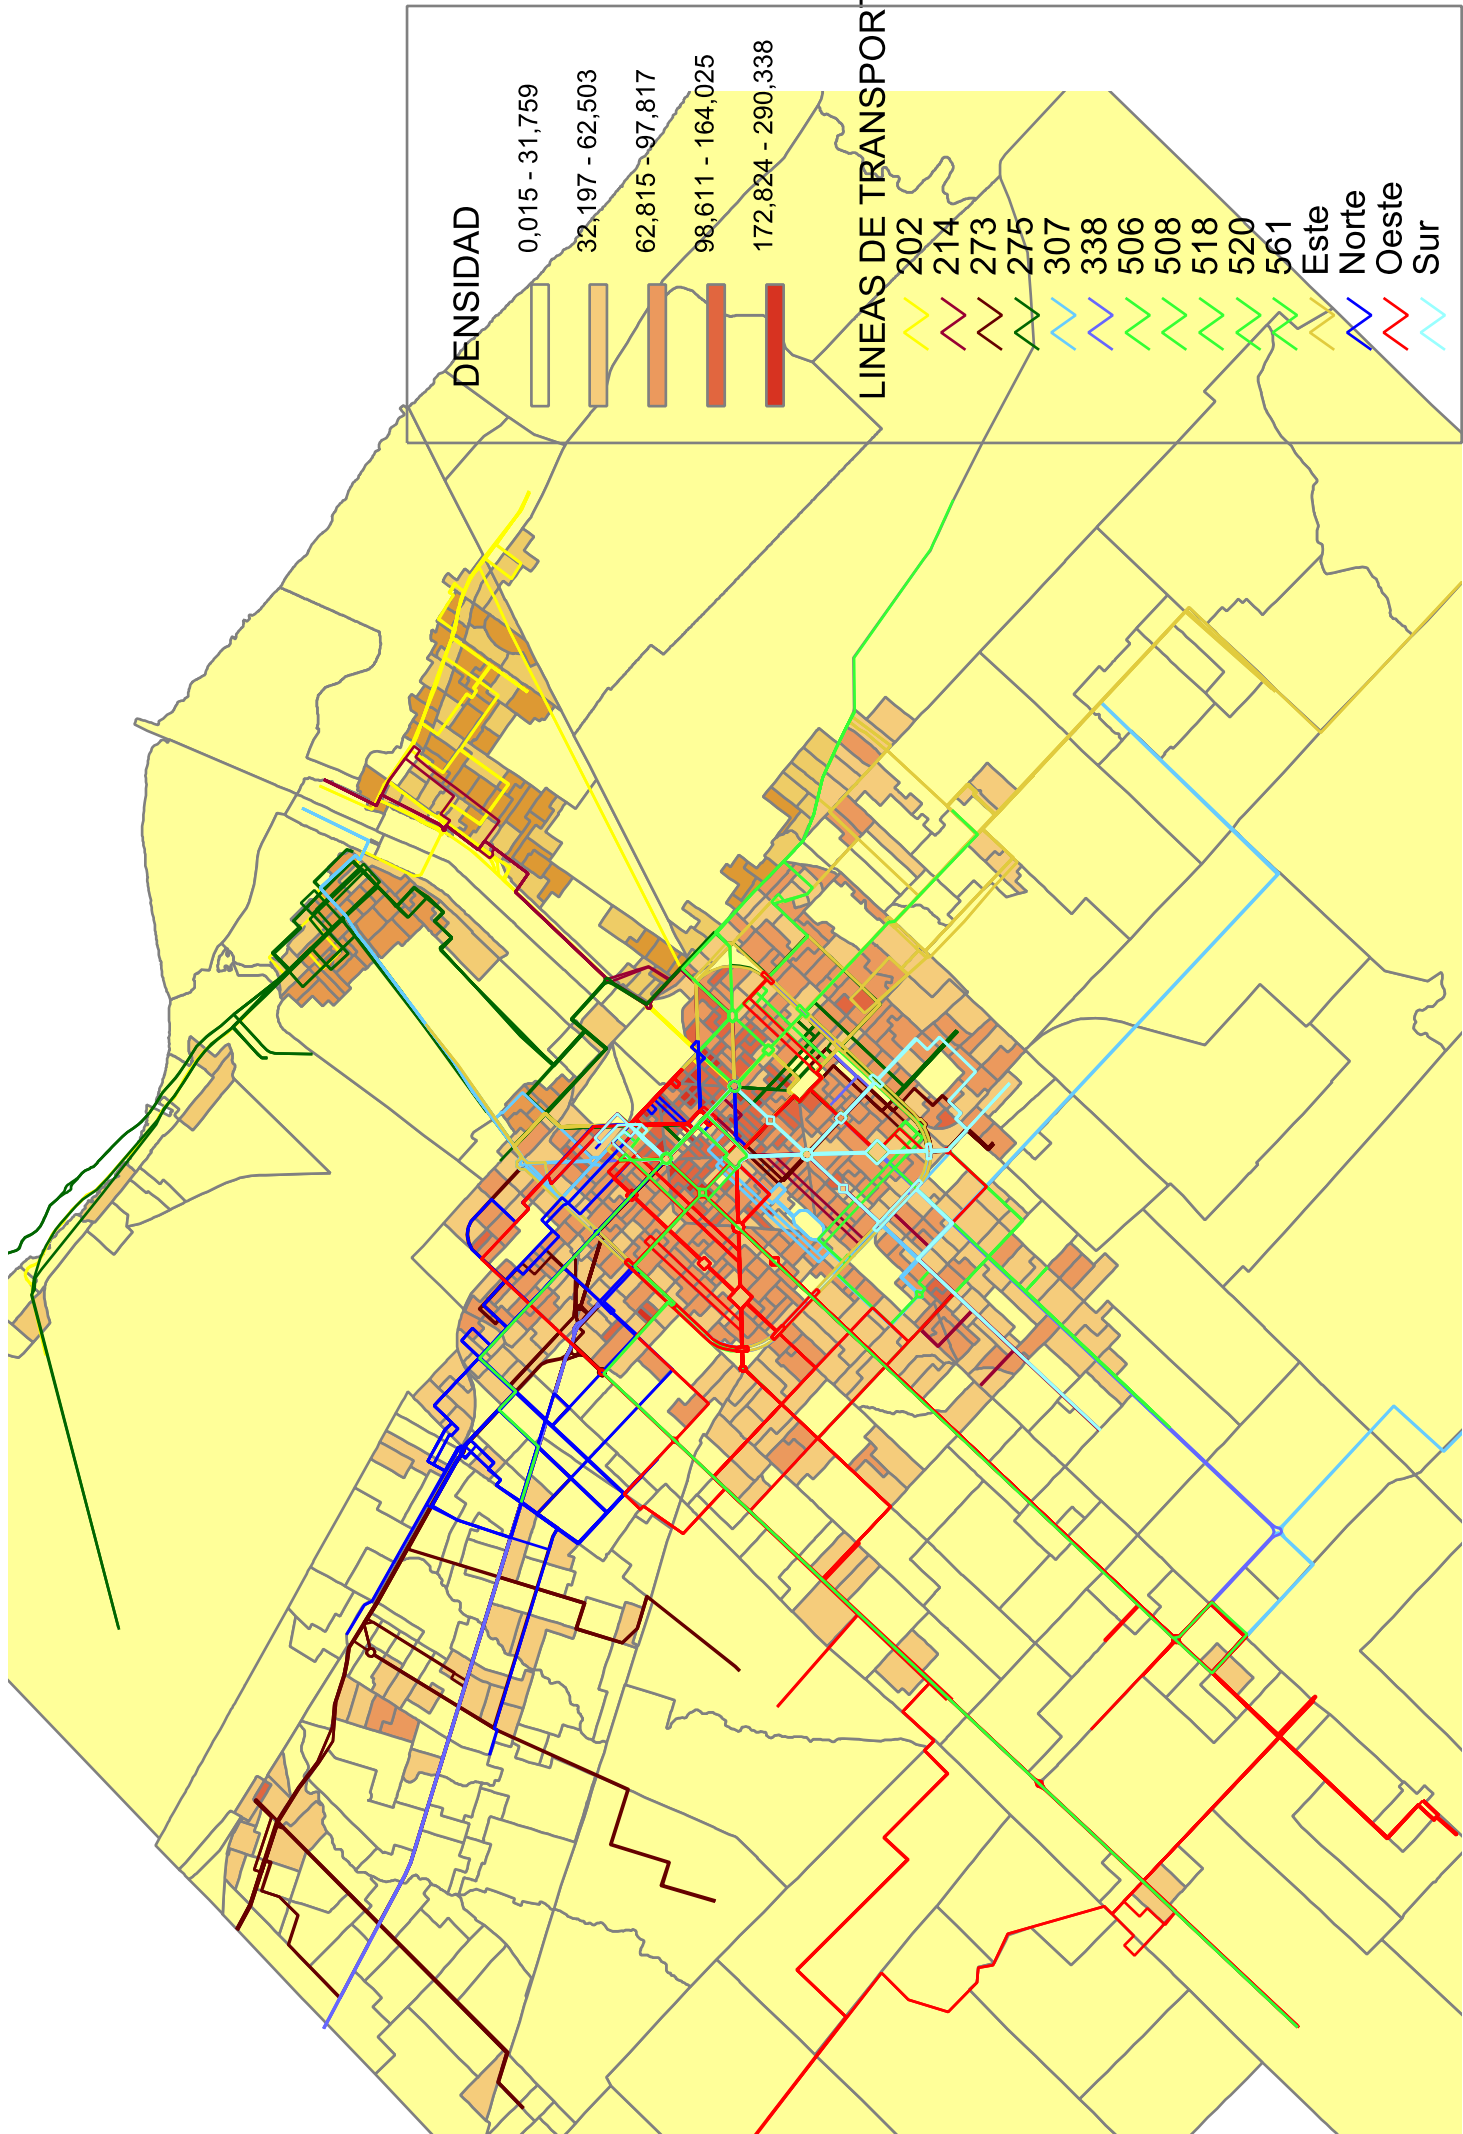 DENSIDAD
0,015 - 31,759
32,197 - 62,503
62,815 - 97,817
98,611 - 164,025
172,824 - 290,338
LINEAS DE TRANSPOR
202
214
273
275
307
338
506
508
518
520
561
Este
Norte
Oeste
Sur